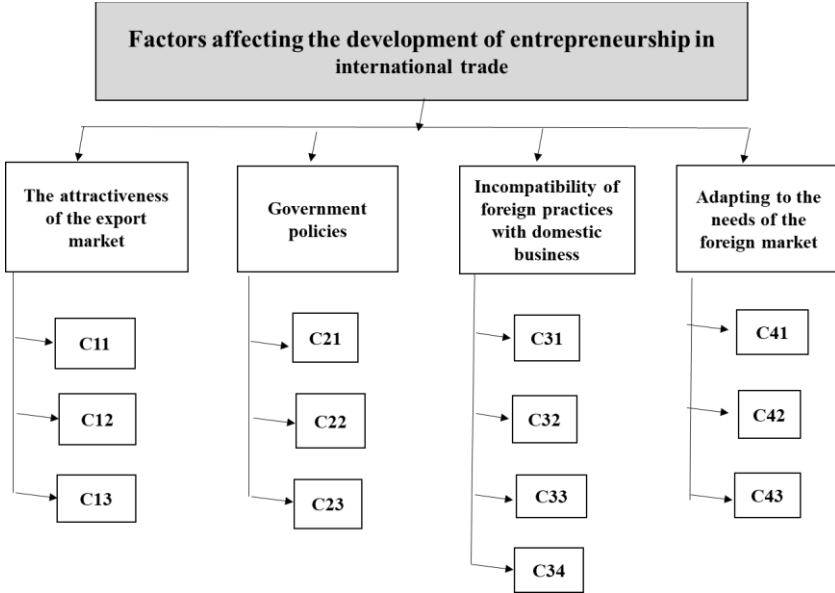 Factors affecting the development of entrepreneurship in
international trade
The attractiveness
of the export
market
Government
policies
Incompatibility of
foreign practices
with domestic
business
Adapting to the
needs of the
foreign market
C11
C12
C13
C21
C22
C23
C31
C32
C33
C34
C41
C42
C43